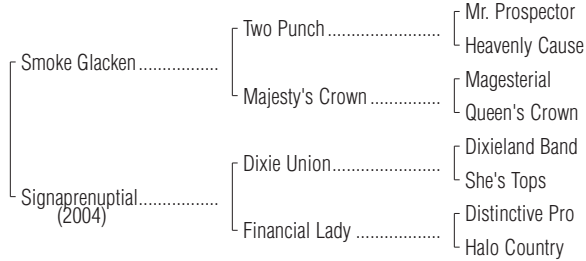 Mr. Prospector
Two Punch
Heavenly Cause
Smoke Glacken
Magesterial
Majesty's Crown
Queen's Crown
Dixieland Band
Dixie Union
She's Tops
Signaprenuptial
(2004)
Distinctive Pro
Financial Lady
Halo Country